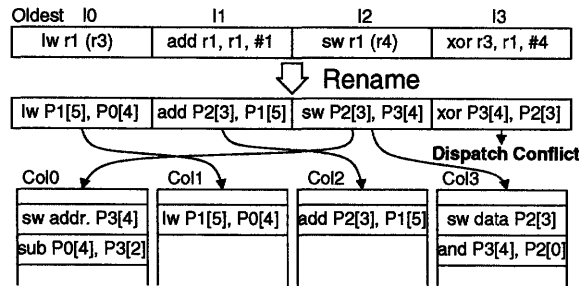 Oldest I0 I1 I2 I3
lw r1 (r3) add r1, r1, #1 sw r1 (r4) xor r3, r1, #4
Rename
lw P1[5], P0[4] add P2[3], P1[5] sw P2[3], P3[4] xor P3[4], P2[3]
Dispatch Conflict
Col0 Col1 Col2 Col3
sw addr. P3[4] lw P1[5], P0[4] add P2[3], P1[5] sw data P2[3]
sub P0[4], P3[2] and P3[4], P2[0]